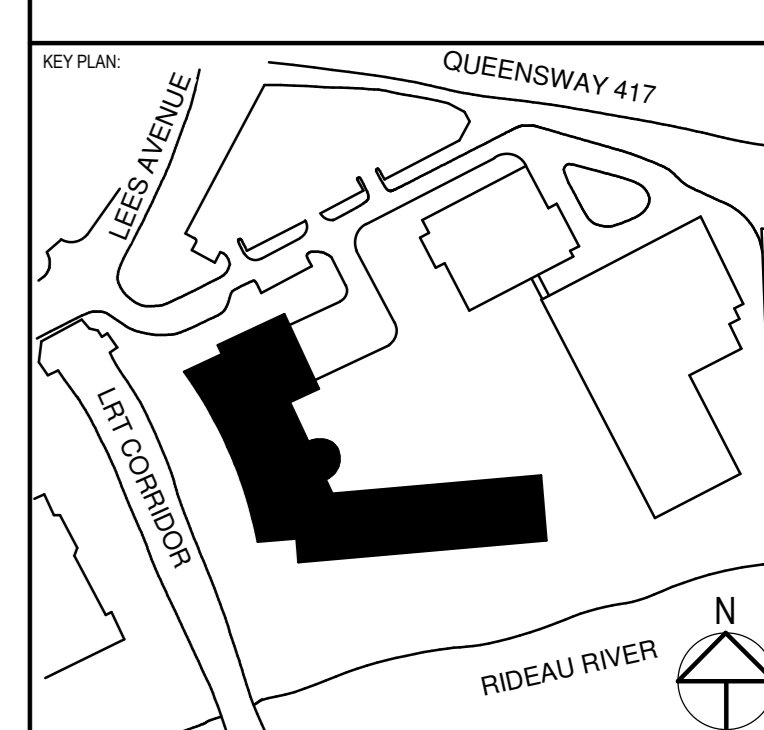 KEY PLAN:
QUEENSWAY 417
LEES AVENUE
LRT CORRIDOR
N
RIDEAU RIVER